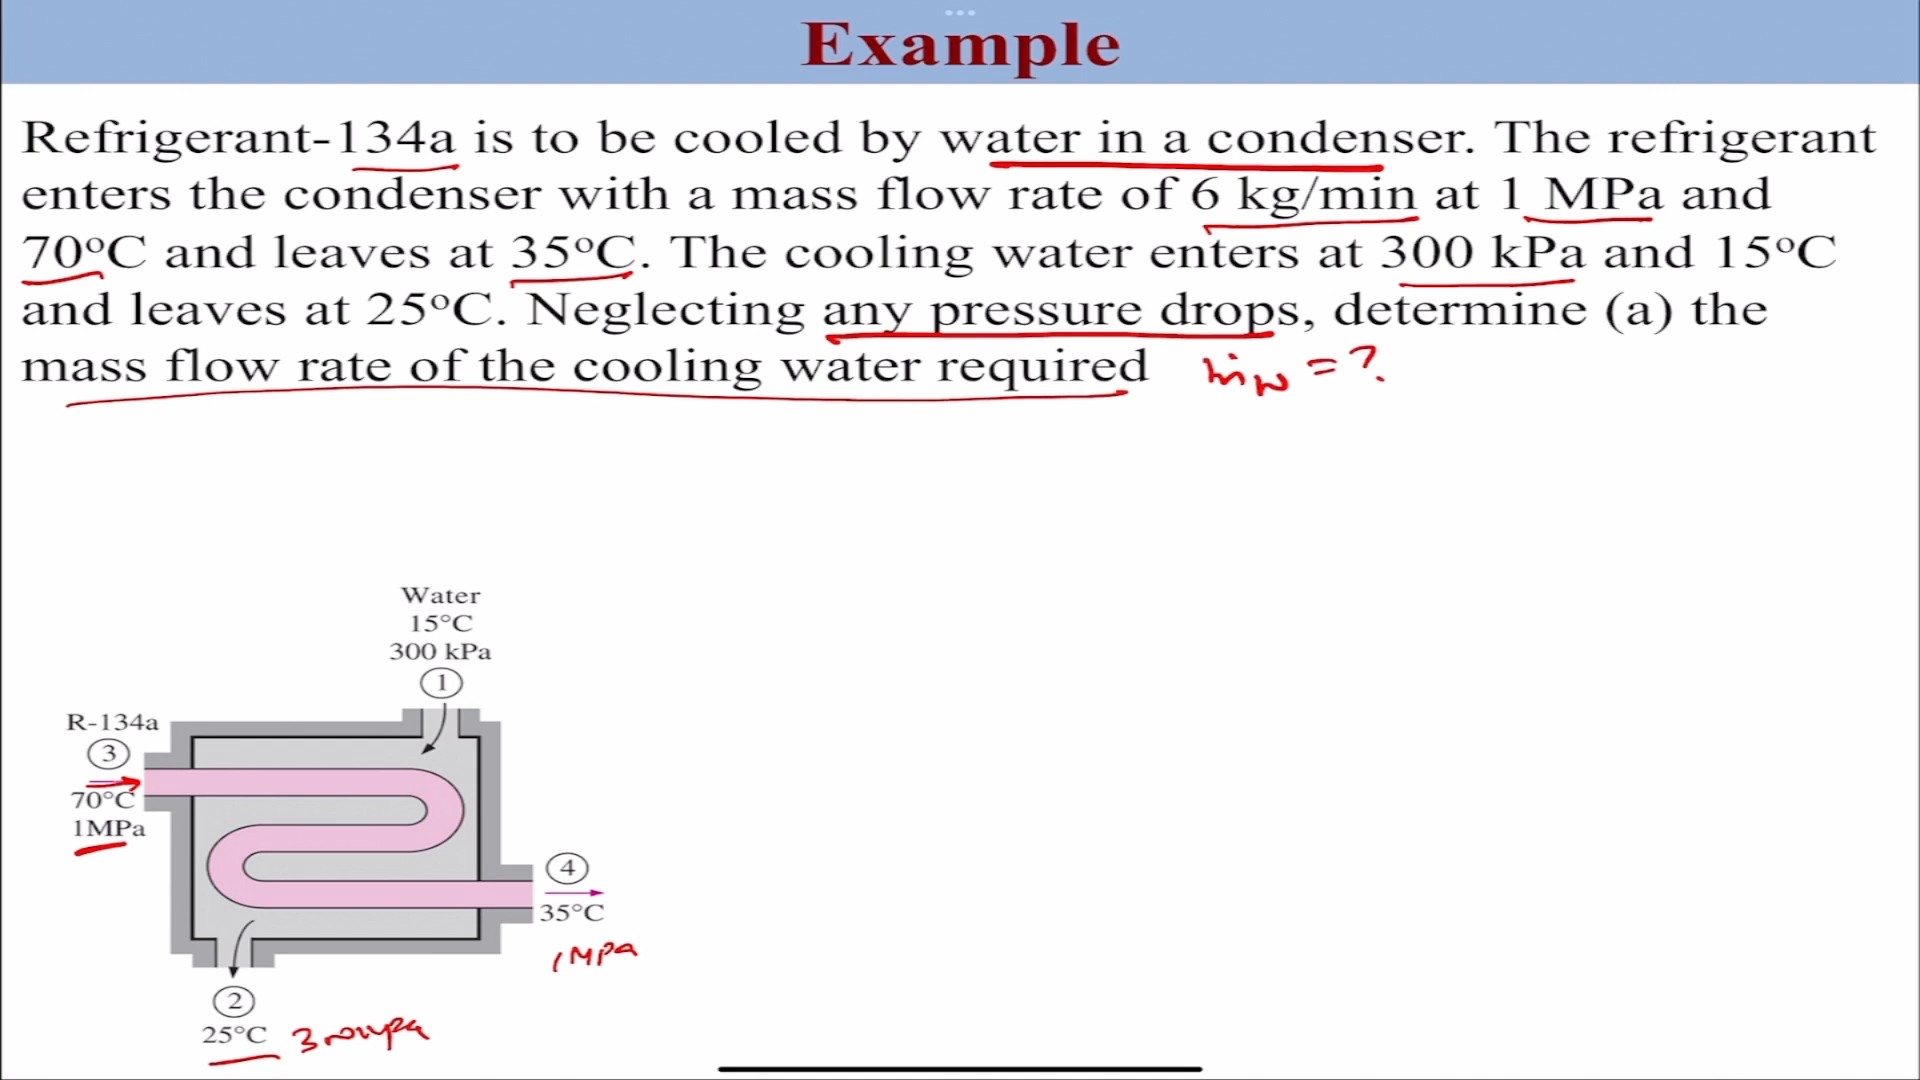 Example
Refrigerant-134a is to be cooled by water in a condenser. The refrigerant
enters the condenser with a mass flow rate of 6 kg/min at 1 MPa and
70°C and leaves at 35°C. The cooling water enters at 300 kPa and 15°C
and leaves at 25°C. Neglecting any pressure drops, determine (a) the
mass flow rate of the cooling water required ṁw = ?
Water
15°C
300 kPa
1
R-134a
3
70°C
1MPa
4
35°C
1MPa
2
25°C 300kPa